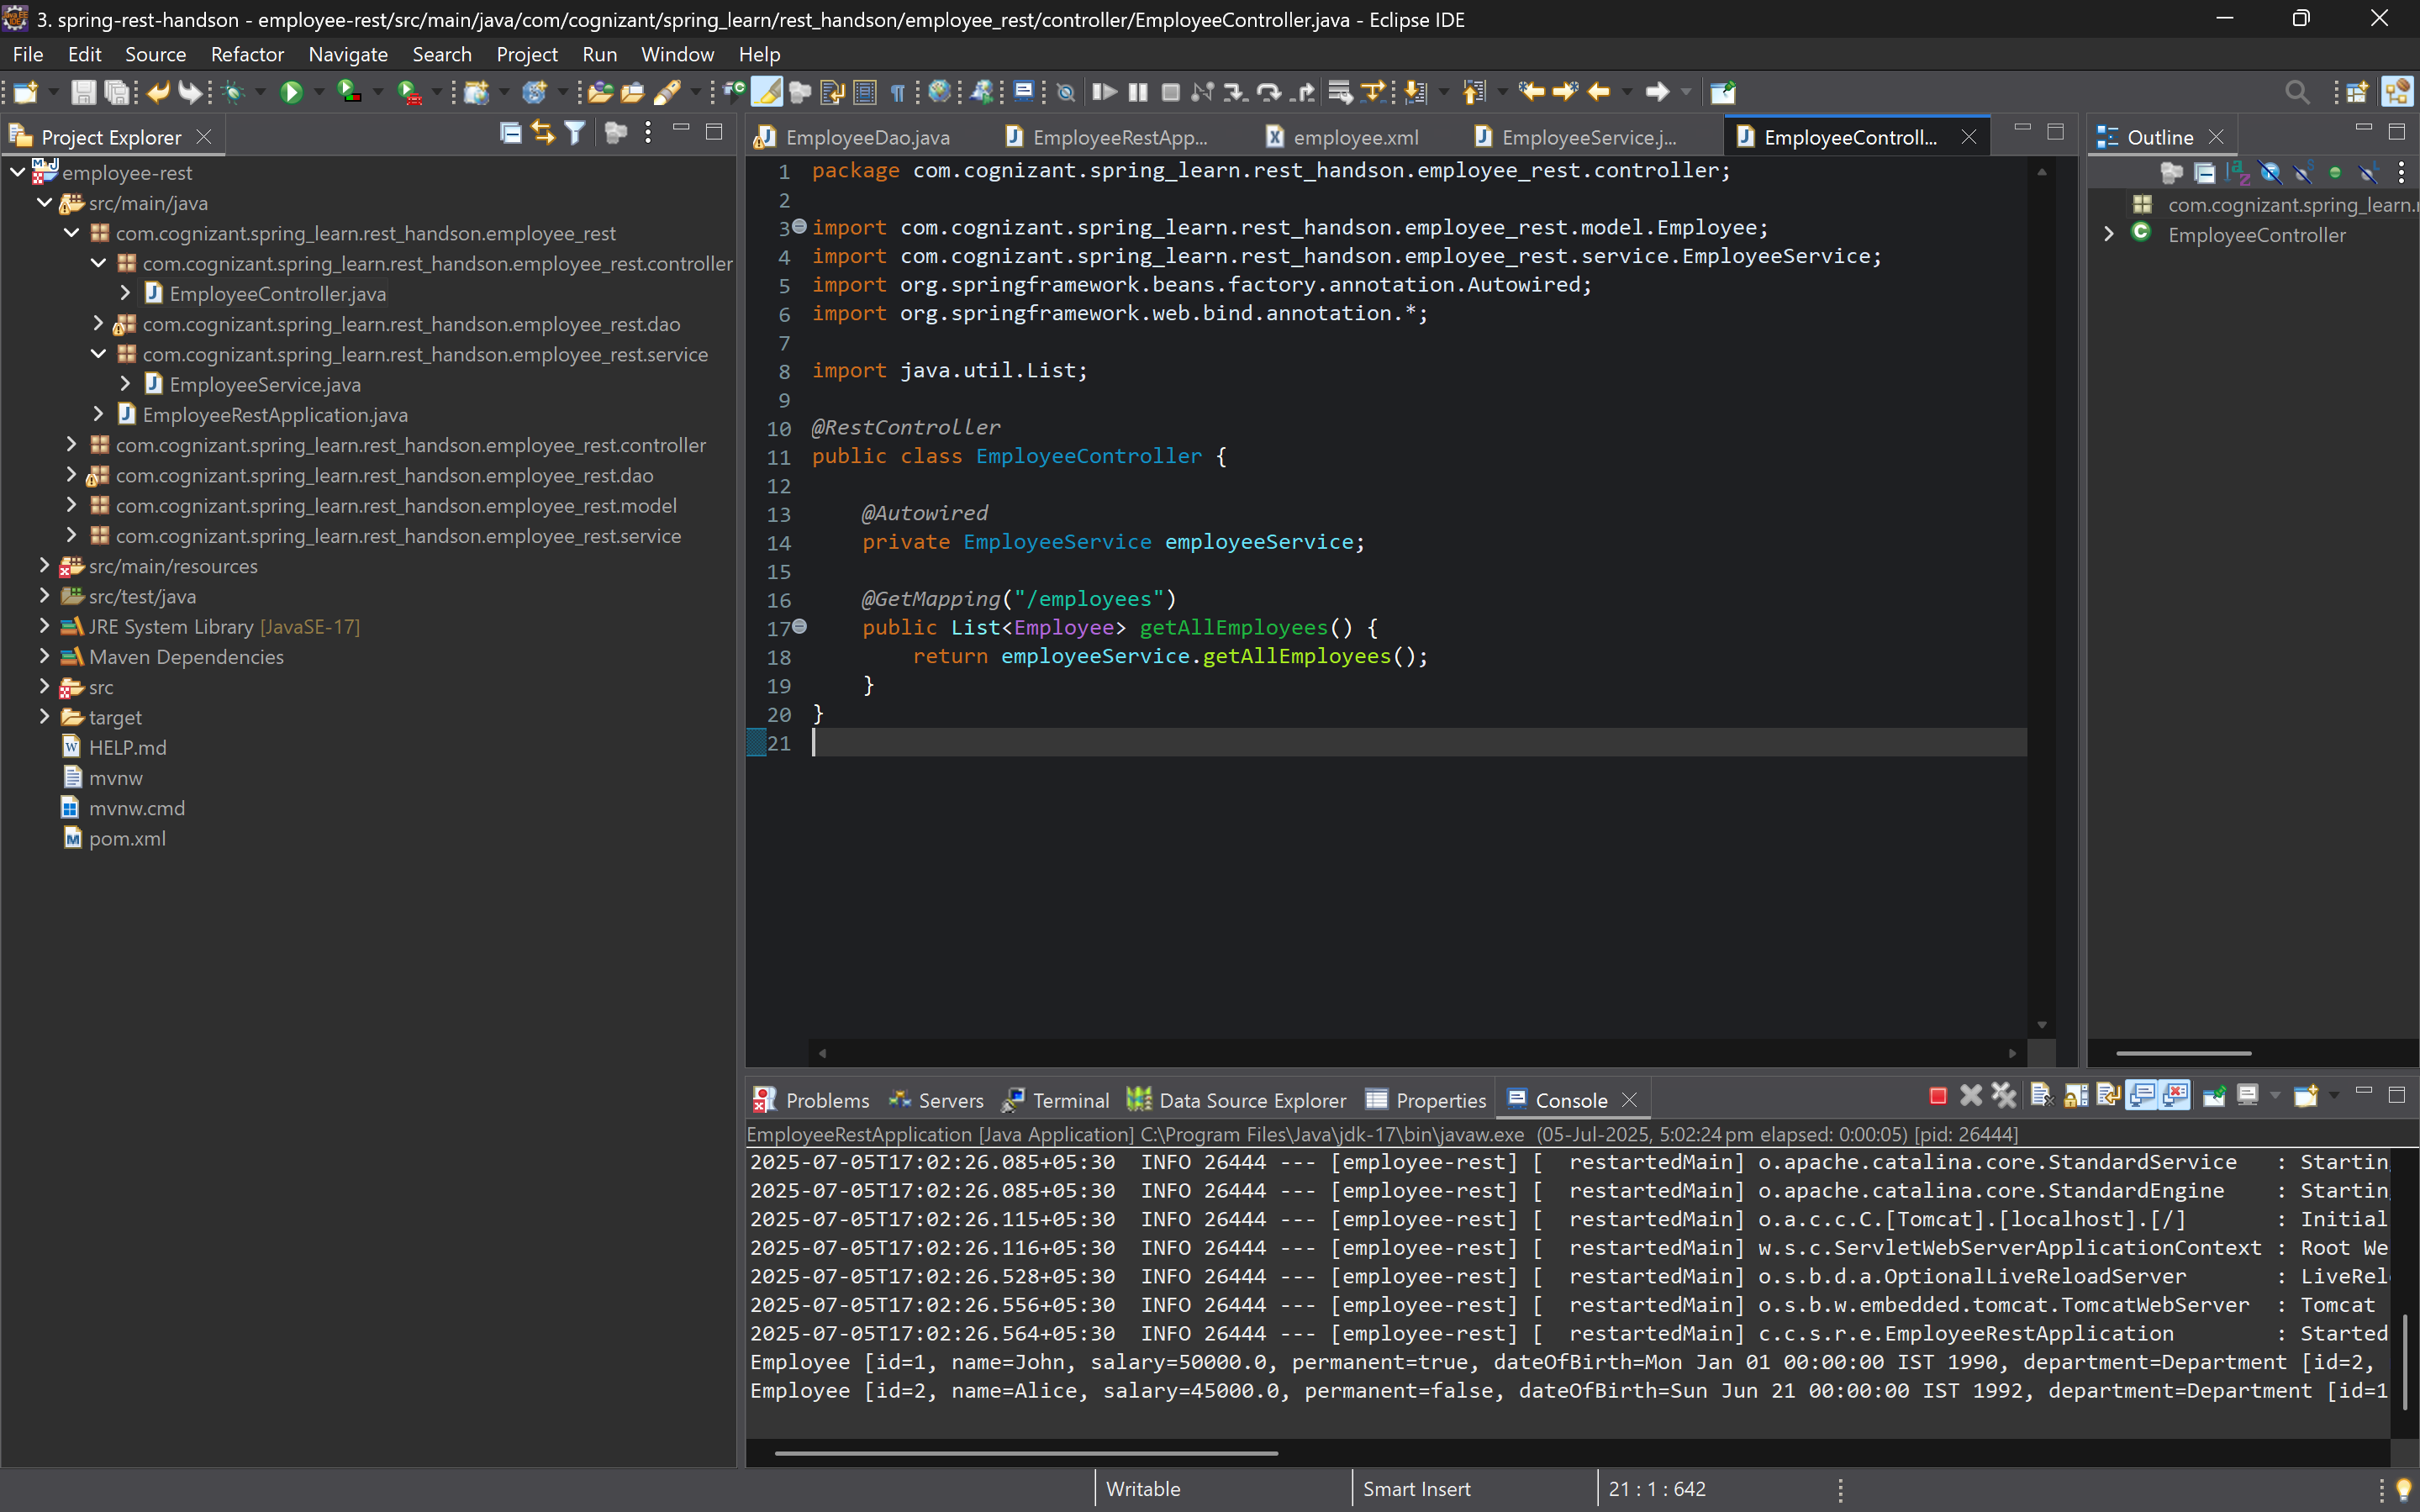 3. spring-rest-handson - employee-rest/src/main/java/com/cognizant/spring_learn/rest_handson/employee_rest/controller/EmployeeController.java - Eclipse IDE
File Edit Source Refactor Navigate Search Project Run Window Help
Project Explorer
employee-rest
src/main/java
com.cognizant.spring_learn.rest_handson.employee_rest
com.cognizant.spring_learn.rest_handson.employee_rest.controller
EmployeeController.java
com.cognizant.spring_learn.rest_handson.employee_rest.dao
com.cognizant.spring_learn.rest_handson.employee_rest.service
EmployeeService.java
EmployeeRestApplication.java
com.cognizant.spring_learn.rest_handson.employee_rest.controller
com.cognizant.spring_learn.rest_handson.employee_rest.dao
com.cognizant.spring_learn.rest_handson.employee_rest.model
com.cognizant.spring_learn.rest_handson.employee_rest.service
src/main/resources
src/test/java
JRE System Library [JavaSE-17]
Maven Dependencies
src
target
HELP.md
mvnw
mvnw.cmd
pom.xml
EmployeeDao.java EmployeeRestApp... employee.xml EmployeeService.j... EmployeeControll...
1 package com.cognizant.spring_learn.rest_handson.employee_rest.controller;
2
3 import com.cognizant.spring_learn.rest_handson.employee_rest.model.Employee;
4 import com.cognizant.spring_learn.rest_handson.employee_rest.service.EmployeeService;
5 import org.springframework.beans.factory.annotation.Autowired;
6 import org.springframework.web.bind.annotation.*;
7
8 import java.util.List;
9
10 @RestController
11 public class EmployeeController {
12
13 @Autowired
14 private EmployeeService employeeService;
15
16 @GetMapping("/employees")
17 public List<Employee> getAllEmployees() {
18 return employeeService.getAllEmployees();
19 }
20 }
21
Outline
com.cognizant.spring_learn.r
EmployeeController
Problems Servers Terminal Data Source Explorer Properties Console
EmployeeRestApplication [Java Application] C:\Program Files\Java\jdk-17\bin\javaw.exe (05-Jul-2025, 5:02:24 pm elapsed: 0:00:05) [pid: 26444]
2025-07-05T17:02:26.085+05:30 INFO 26444 --- [employee-rest] [ restartedMain] o.apache.catalina.core.StandardService : Startin
2025-07-05T17:02:26.085+05:30 INFO 26444 --- [employee-rest] [ restartedMain] o.apache.catalina.core.StandardEngine : Startin
2025-07-05T17:02:26.115+05:30 INFO 26444 --- [employee-rest] [ restartedMain] o.a.c.c.C.[Tomcat].[localhost].[/] : Initial
2025-07-05T17:02:26.116+05:30 INFO 26444 --- [employee-rest] [ restartedMain] w.s.c.ServletWebServerApplicationContext : Root We
2025-07-05T17:02:26.528+05:30 INFO 26444 --- [employee-rest] [ restartedMain] o.s.b.d.a.OptionalLiveReloadServer : LiveRel
2025-07-05T17:02:26.556+05:30 INFO 26444 --- [employee-rest] [ restartedMain] o.s.b.w.embedded.tomcat.TomcatWebServer : Tomcat
2025-07-05T17:02:26.564+05:30 INFO 26444 --- [employee-rest] [ restartedMain] c.c.s.r.e.EmployeeRestApplication : Started
Employee [id=1, name=John, salary=50000.0, permanent=true, dateOfBirth=Mon Jan 01 00:00:00 IST 1990, department=Department [id=2,
Employee [id=2, name=Alice, salary=45000.0, permanent=false, dateOfBirth=Sun Jun 21 00:00:00 IST 1992, department=Department [id=1
Writable Smart Insert 21 : 1 : 642